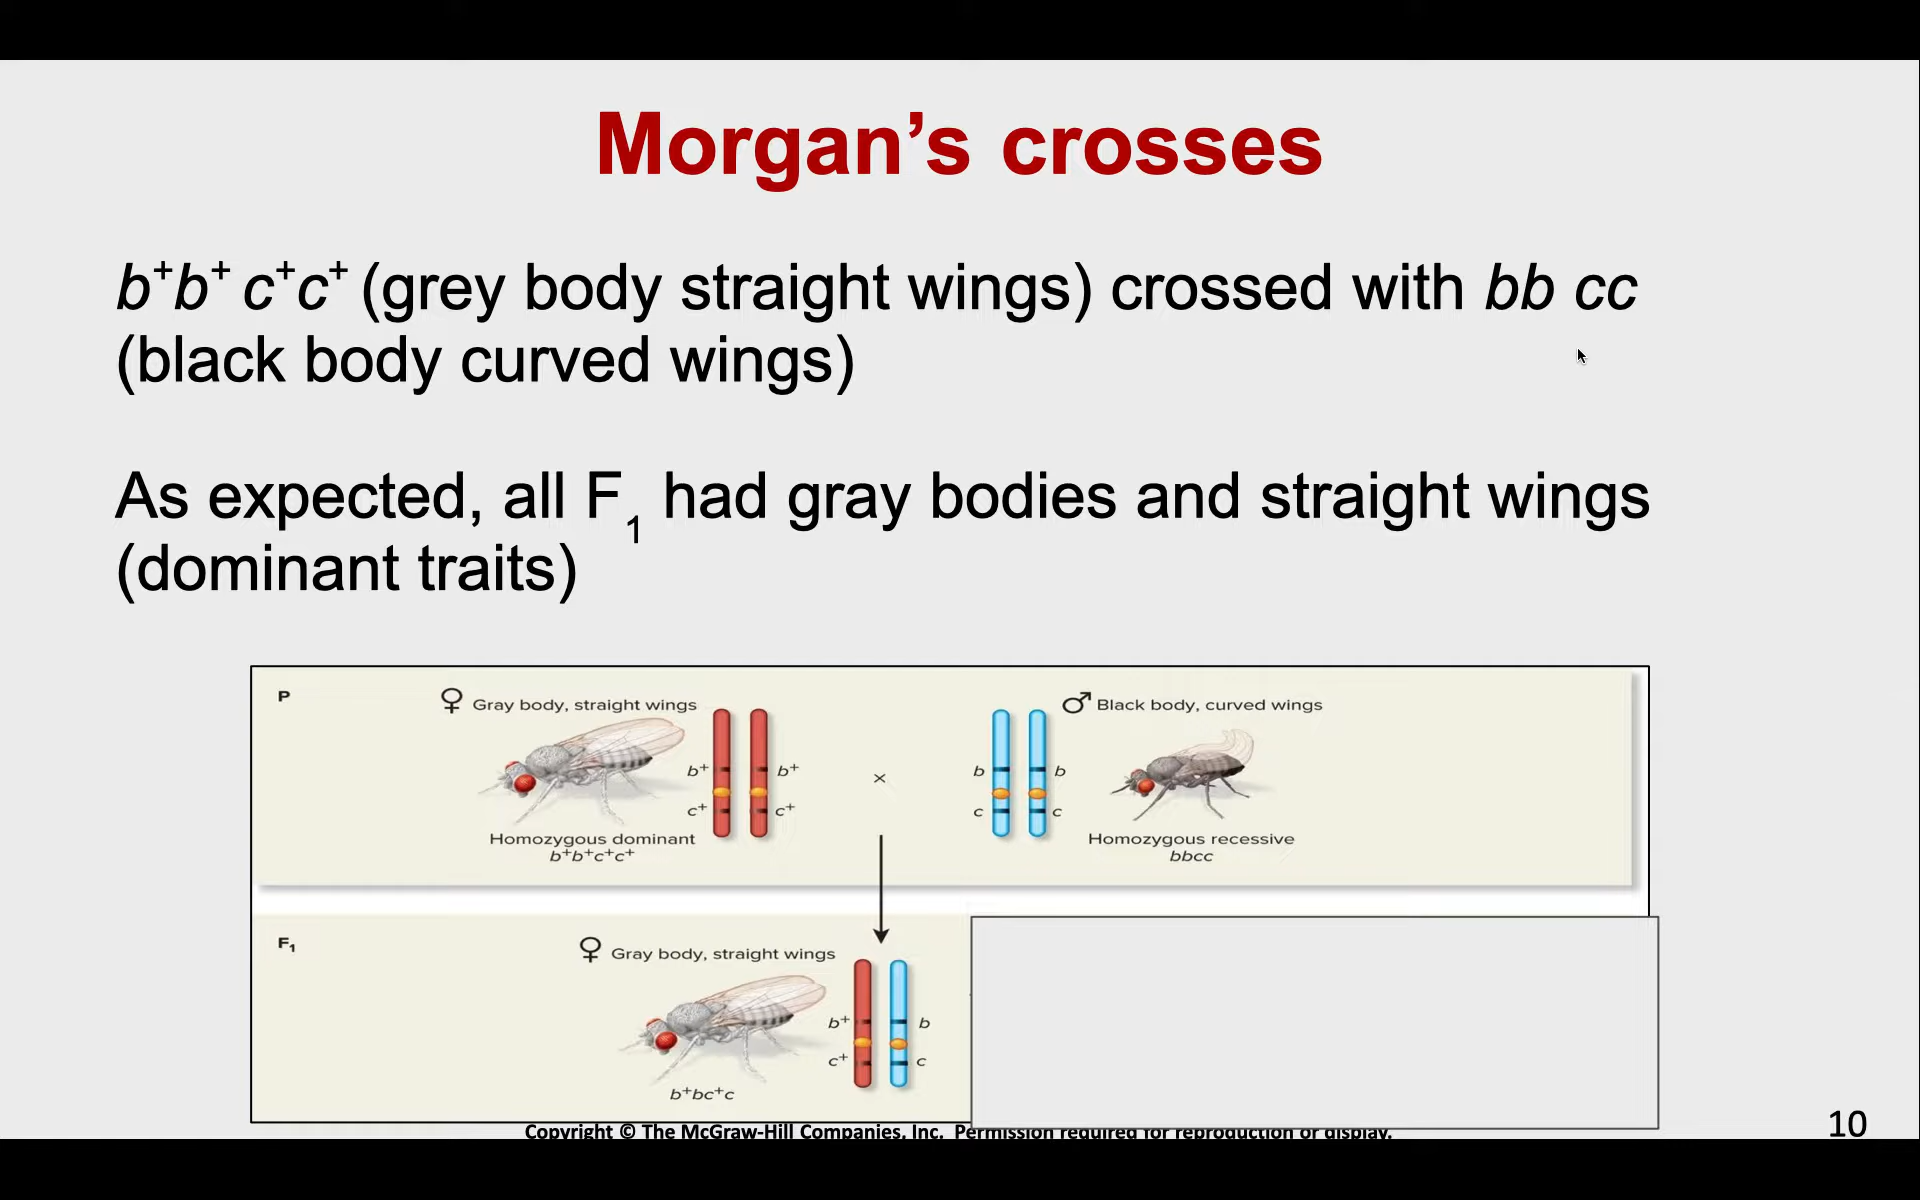 Morgan’s crosses
b⁺b⁺ c⁺c⁺ (grey body straight wings) crossed with bb cc
(black body curved wings)
As expected, all F₁ had gray bodies and straight wings
(dominant traits)
P
♀ Gray body, straight wings
b⁺ b⁺
c⁺ c⁺
Homozygous dominant
b⁺b⁺c⁺c⁺
×
♂ Black body, curved wings
b b
c c
Homozygous recessive
bbcc
F₁
♀ Gray body, straight wings
b⁺ b
c⁺ c
b⁺bc⁺c
Copyright © The McGraw-Hill Companies, Inc. Permission required for reproduction or display.
10